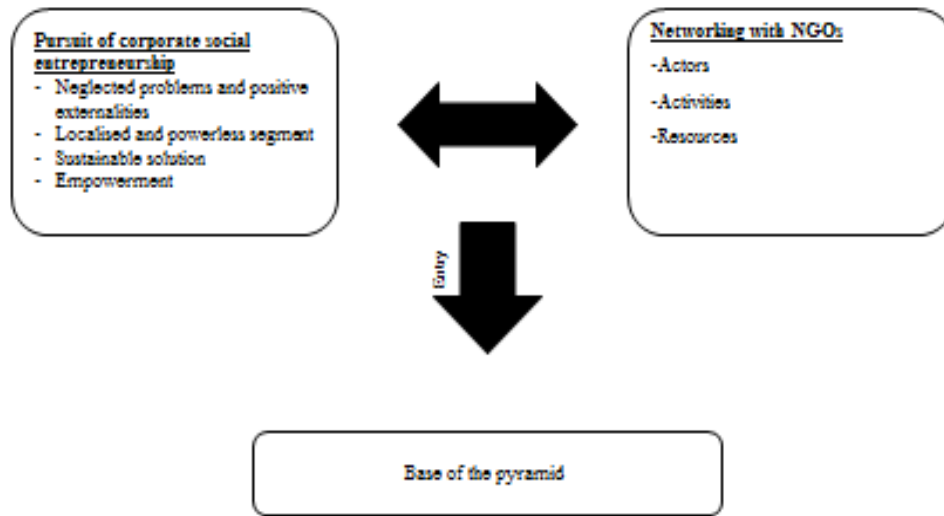 Pursuit of corporate social
entrepreneurship
- Neglected problems and positive
externalities
- Localised and powerless segment
- Sustainable solution
- Empowerment
Networking with NGOs
-Actors
-Activities
-Resources
Entry
Base of the pyramid